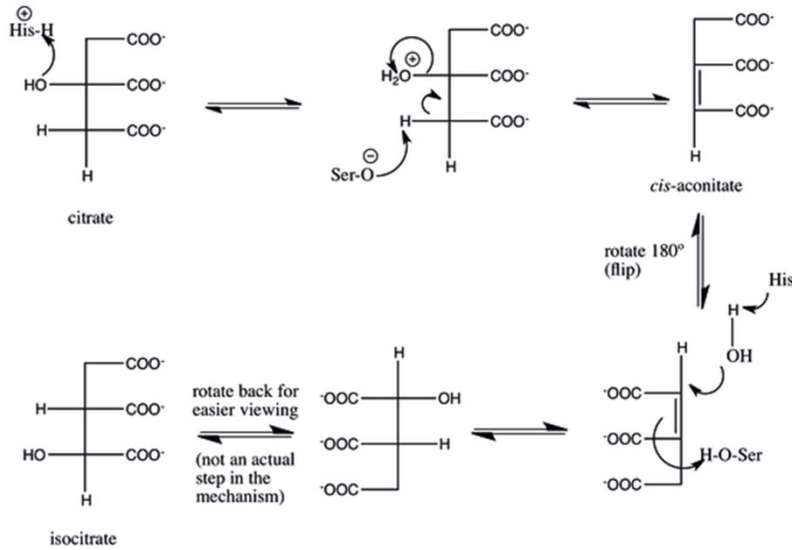 ⊕
His-H
COO⁻
HO
COO⁻
H
COO⁻
H
citrate
COO⁻
⊕
H₂O
COO⁻
H
COO⁻
⊖
Ser-O
H
COO⁻
COO⁻
COO⁻
H
cis-aconitate
rotate 180°
(flip)
His
H
OH
H
⁻OOC
⁻OOC
H-O-Ser
⁻OOC
H
⁻OOC
OH
⁻OOC
H
⁻OOC
rotate back for
easier viewing
(not an actual
step in the
mechanism)
COO⁻
H
COO⁻
HO
COO⁻
H
isocitrate